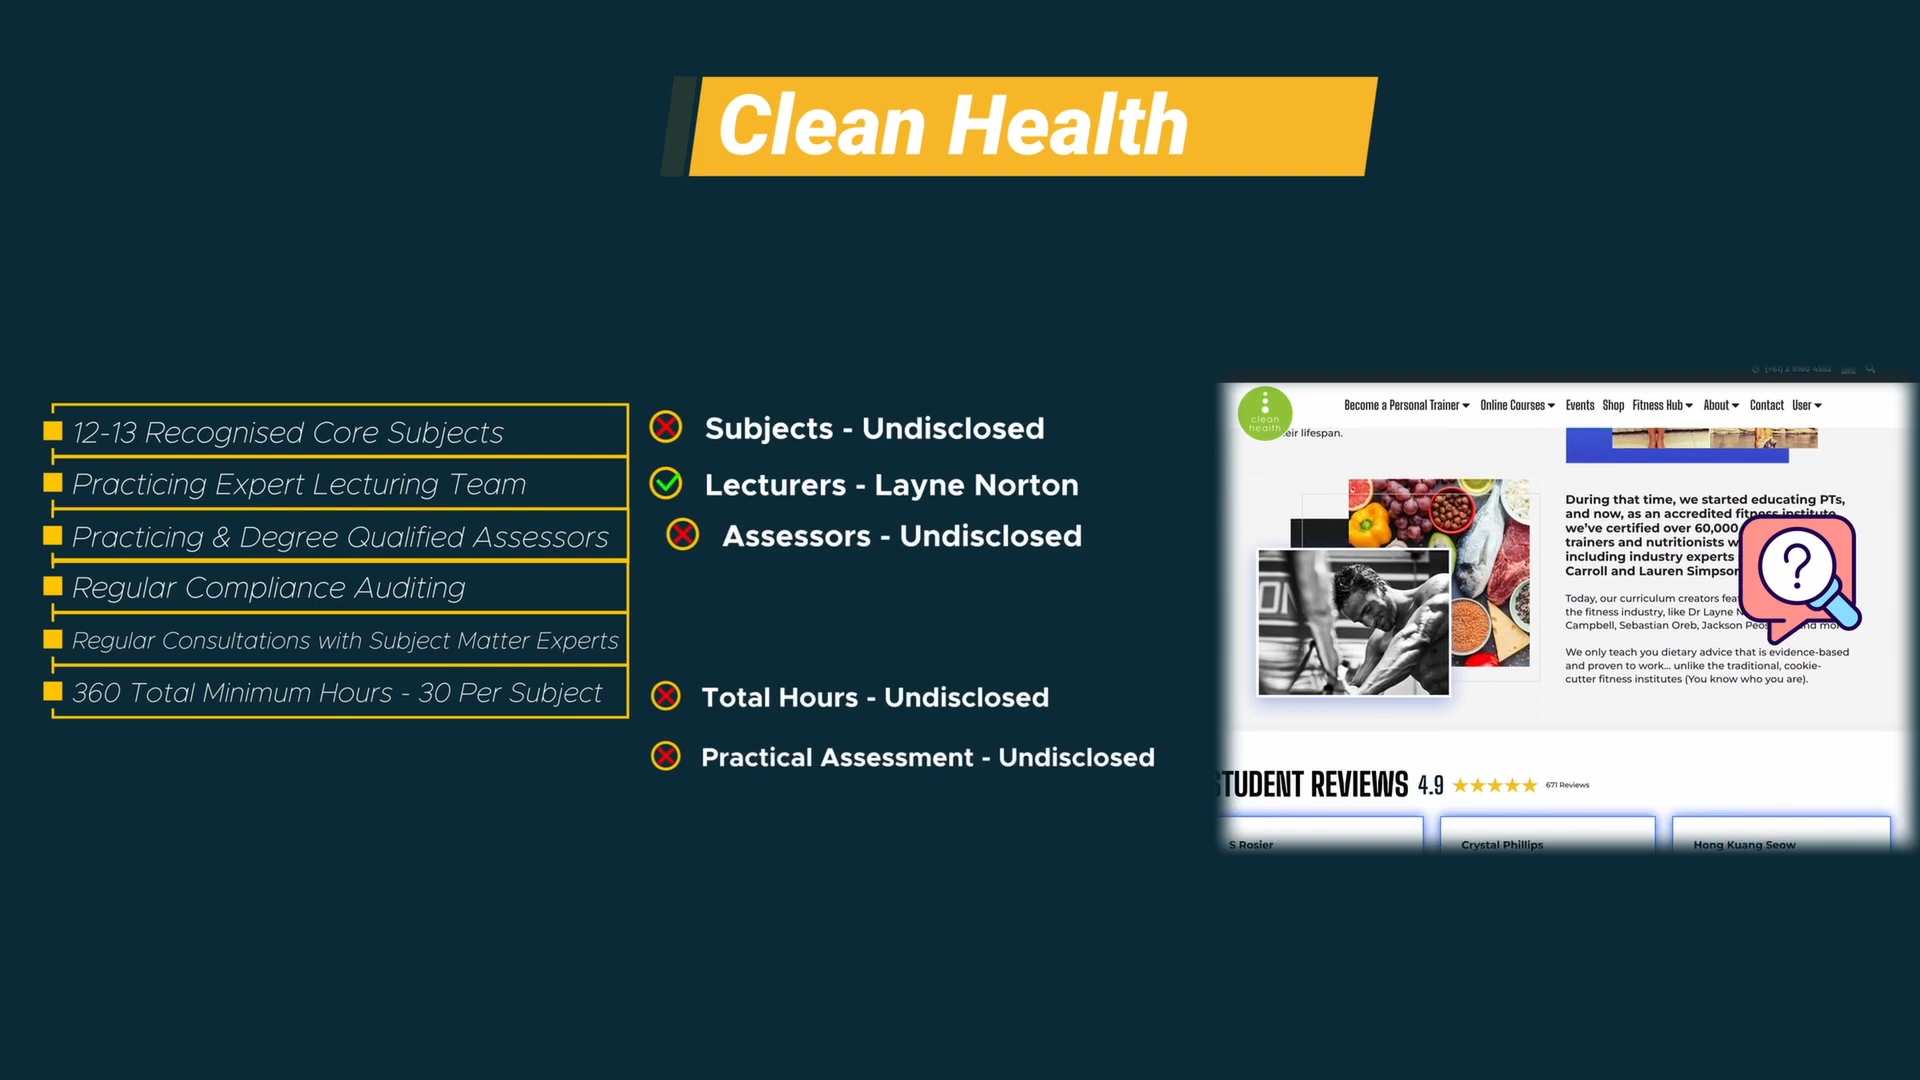 Clean Health
12-13 Recognised Core Subjects
Practicing Expert Lecturing Team
Practicing & Degree Qualified Assessors
Regular Compliance Auditing
Regular Consultations with Subject Matter Experts
360 Total Minimum Hours - 30 Per Subject
Subjects - Undisclosed
Lecturers - Layne Norton
Assessors - Undisclosed
Total Hours - Undisclosed
Practical Assessment - Undisclosed
clean
health
Become a Personal Trainer
Online Courses
Events
Shop
Fitness Hub
About
Contact
User
eir lifespan.
During that time, we started educating PTs,
and now, as an accredited fitness institute,
we've certified over 60,000
trainers and nutritionists
including industry experts
Carroll and Lauren Simpson
Today, our curriculum creators
the fitness industry, like Dr Layne
Campbell, Sebastian Oreb, Jackson
We only teach you dietary advice that is evidence-based
and proven to work... unlike the traditional, cookie-
cutter fitness institutes (You know who you are).
STUDENT REVIEWS 4.9
671 Reviews
S Rosier
Crystal Phillips
Hong Kuang Seow